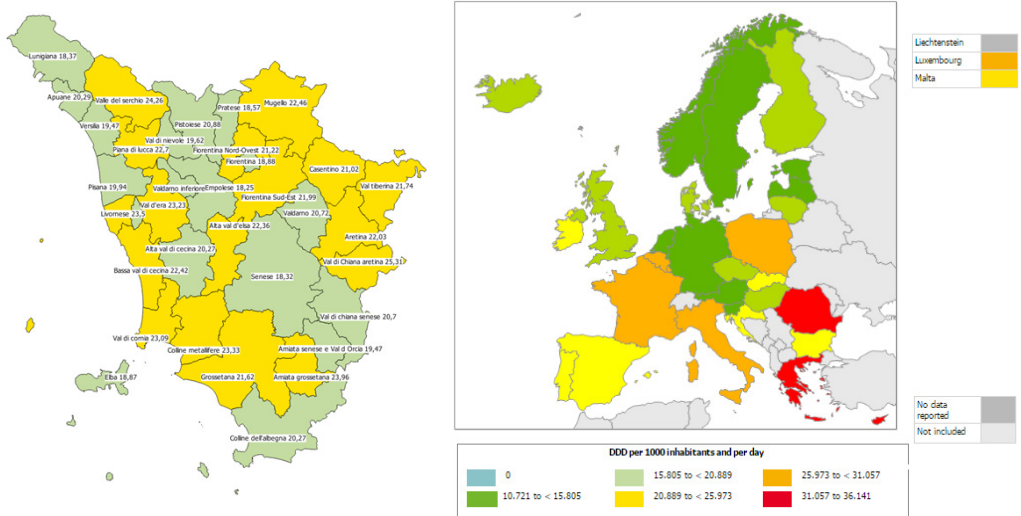 Lunigiana 18,37
Apuane 20,29
Valle del serchio 24,26
Mugello 22,46
Pratese 18,57
Versilia 19,47
Pistoiese 20,88
Val di nievole 19,62
Piana di lucca 22,7
Fiorentina Nord-Ovest 21,22
Fiorentina 18,88
Casentino 21,02
Pisana 19,94
Valdarno inferiore
Empolese 18,25
Val tiberina 21,74
Fiorentina Sud-Est 21,99
Val d'era 23,23
Livornese 23,5
Valdarno 20,72
Alta val d'elsa 22,36
Aretina 22,03
Alta val di cecina 20,27
Val di Chiana aretina 25,31
Bassa val di cecina 22,42
Senese 18,32
Val di chiana senese 20,7
Val di cornia 23,09
Colline metallifere 23,33
Amiata senese e Val d Orcia 19,47
Elba 18,87
Grossetana 21,62
Amiata grossetana 23,96
Colline dell'albegna 20,27
Liechtenstein
Luxembourg
Malta
No data
reported
Not included
DDD per 1000 inhabitants and per day
0
15.805 to < 20.889
25.973 to < 31.057
10.721 to < 15.805
20.889 to < 25.973
31.057 to 36.141